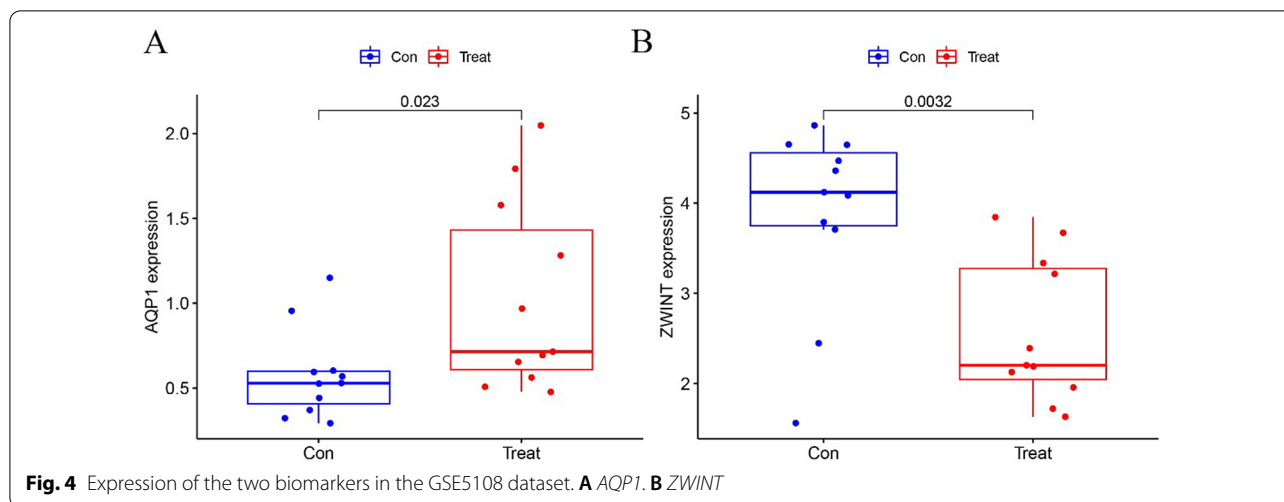 A
Con Treat
0.023
AQP1 expression
2.0
1.5
1.0
0.5
Con Treat
B
Con Treat
0.0032
ZWINT expression
5
4
3
2
Con Treat
Fig. 4 Expression of the two biomarkers in the GSE5108 dataset. A AQP1. B ZWINT